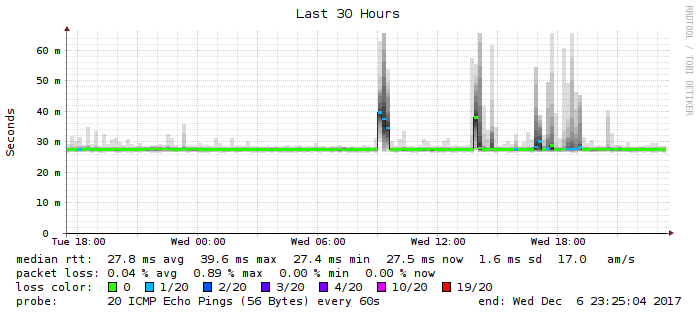 Last 30 Hours
RRDTOOL / TOBI OETIKER
Seconds
60 m
50 m
40 m
30 m
20 m
10 m
0
Tue 18:00 Wed 00:00 Wed 06:00 Wed 12:00 Wed 18:00
median rtt: 27.8 ms avg 39.6 ms max 27.4 ms min 27.5 ms now 1.6 ms sd 17.0 am/s
packet loss: 0.04 % avg 0.89 % max 0.00 % min 0.00 % now
loss color: 0 1/20 2/20 3/20 4/20 10/20 19/20
probe: 20 ICMP Echo Pings (56 Bytes) every 60s end: Wed Dec 6 23:25:04 2017